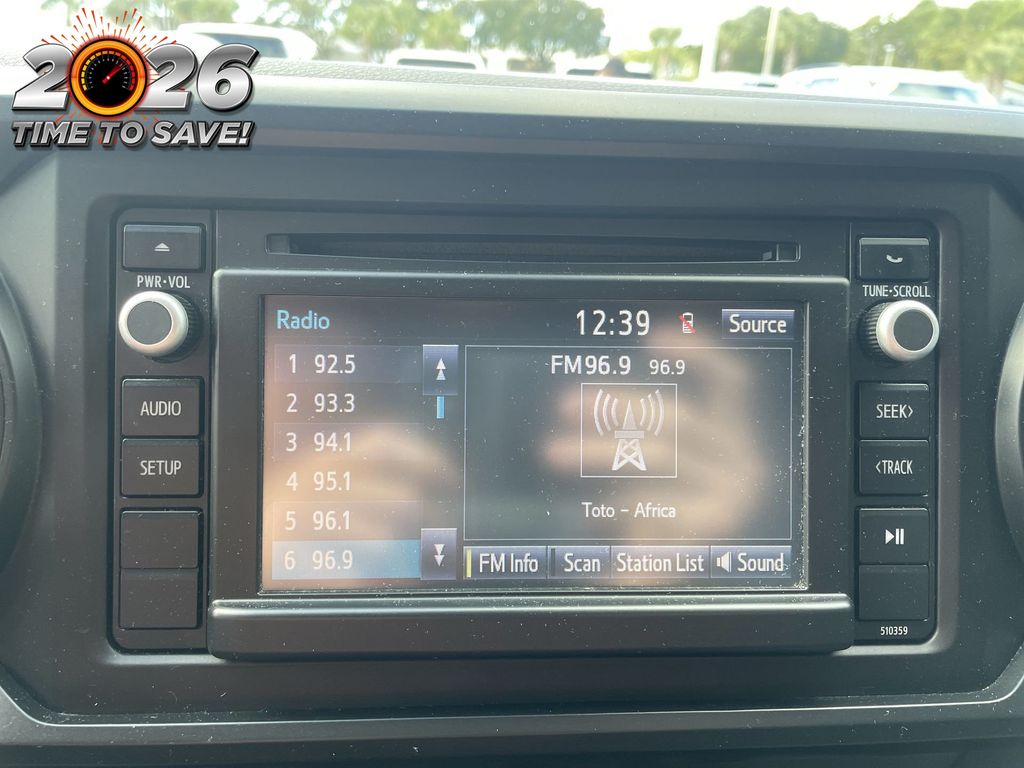 2026
TIME TO SAVE!
PWR•VOL
AUDIO
SETUP
Radio
12:39
Source
1 92.5
2 93.3
3 94.1
4 95.1
5 96.1
6 96.9
FM96.9 96.9
Toto - Africa
FM Info
Scan
Station List
Sound
TUNE•SCROLL
SEEK>
<TRACK
510359